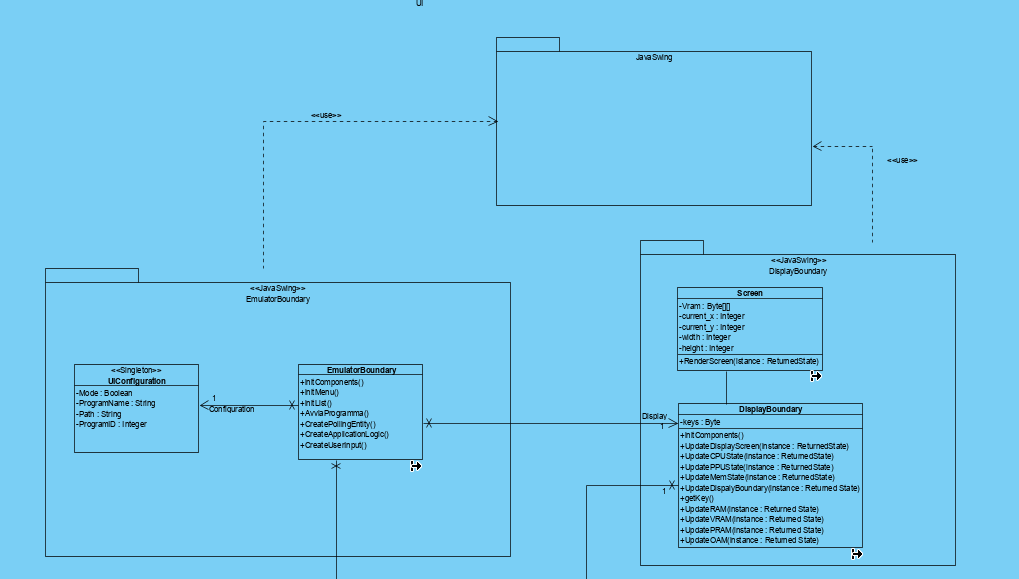 UI
JavaSwing
<<use>>
<<use>>
<<JavaSwing>>
EmulatorBoundary
<<Singleton>>
UIConfiguration
-Mode : Boolean
-ProgramName : String
-Path : String
-ProgramID : Integer
1
Configuration
EmulatorBoundary
+InitComponents()
+InitMenu()
+InitList()
+AvviaProgramma()
+CreatePollingEntity()
+CreateApplicationLogic()
+CreateUserInput()
<<JavaSwing>>
DisplayBoundary
Screen
-Vram : Byte[][]
-current_x : Integer
-current_y : Integer
-width : Integer
-height : Integer
+RenderScreen(Istance : ReturnedState)
Display
1
DisplayBoundary
-keys : Byte
+InitComponents()
+UpdateDisplayScreen(Instance : ReturnedState)
+UpdateCPUState(Instance : ReturnedState)
+UpdatePPUState(Instance : ReturnedState)
+UpdateMemState(Instance : ReturnedState)
+UpdateDispalyBoundary(Instance : Returned State)
+getKey()
+UpdateRAM(Instance : Returned State)
+UpdateVRAM(Instance : Returned State)
+UpdatePRAM(Instance : Returned State)
+UpdateOAM(Instance : Returned State)
1